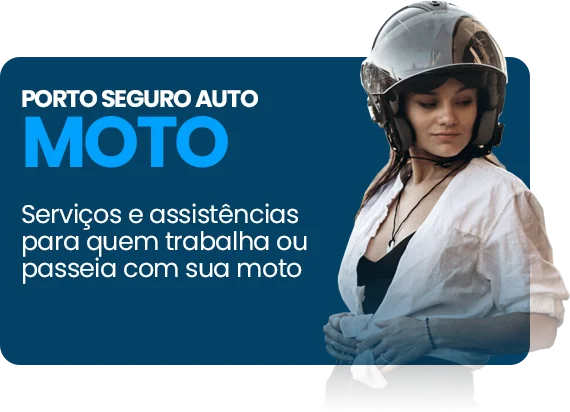 PORTO SEGURO AUTO
MOTO
Serviços e assistências
para quem trabalha ou
passeia com sua moto